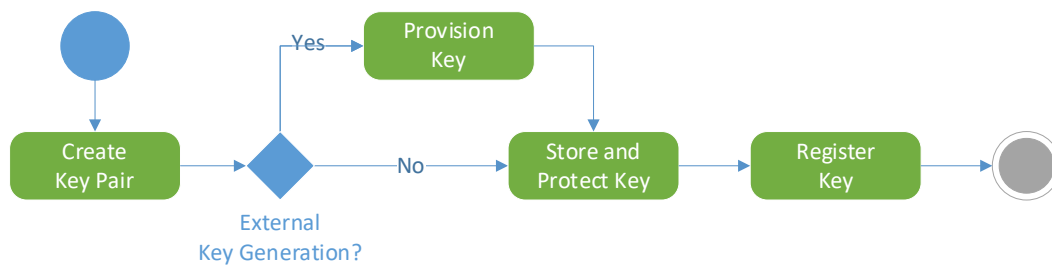 Yes
Provision
Key
Create
Key Pair
No
Store and
Protect Key
Register
Key
External
Key Generation?